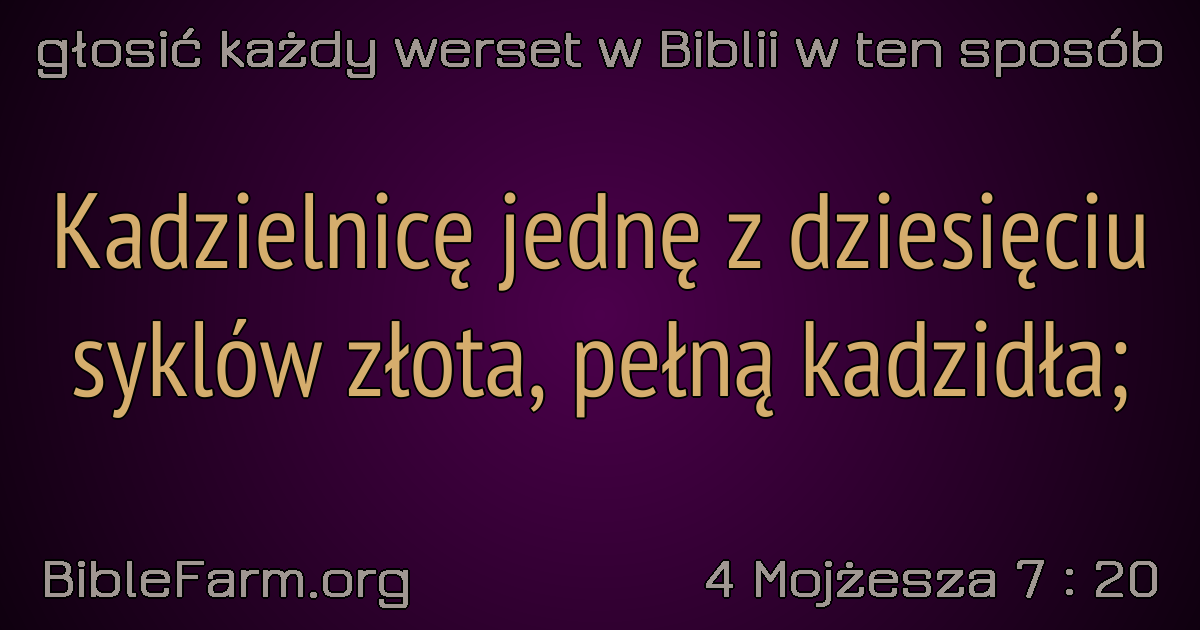 głosić każdy werset w Biblii w ten sposób
Kadzielnicę jednę z dziesięciu
syklów złota, pełną kadzidła;
BibleFarm.org
4 Mojżesza 7 : 20